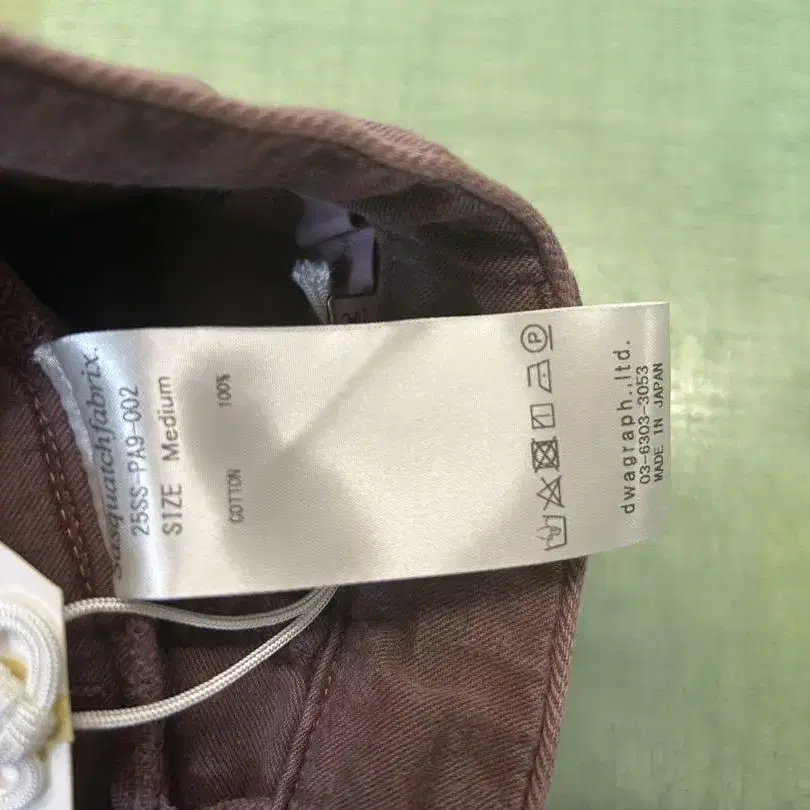 Sasquatchfabrix.
25SS-PA9-002
SIZE Medium
COTTON 100%
P
dwagraph.,ltd.
03-6303-3053
MADE IN JAPAN